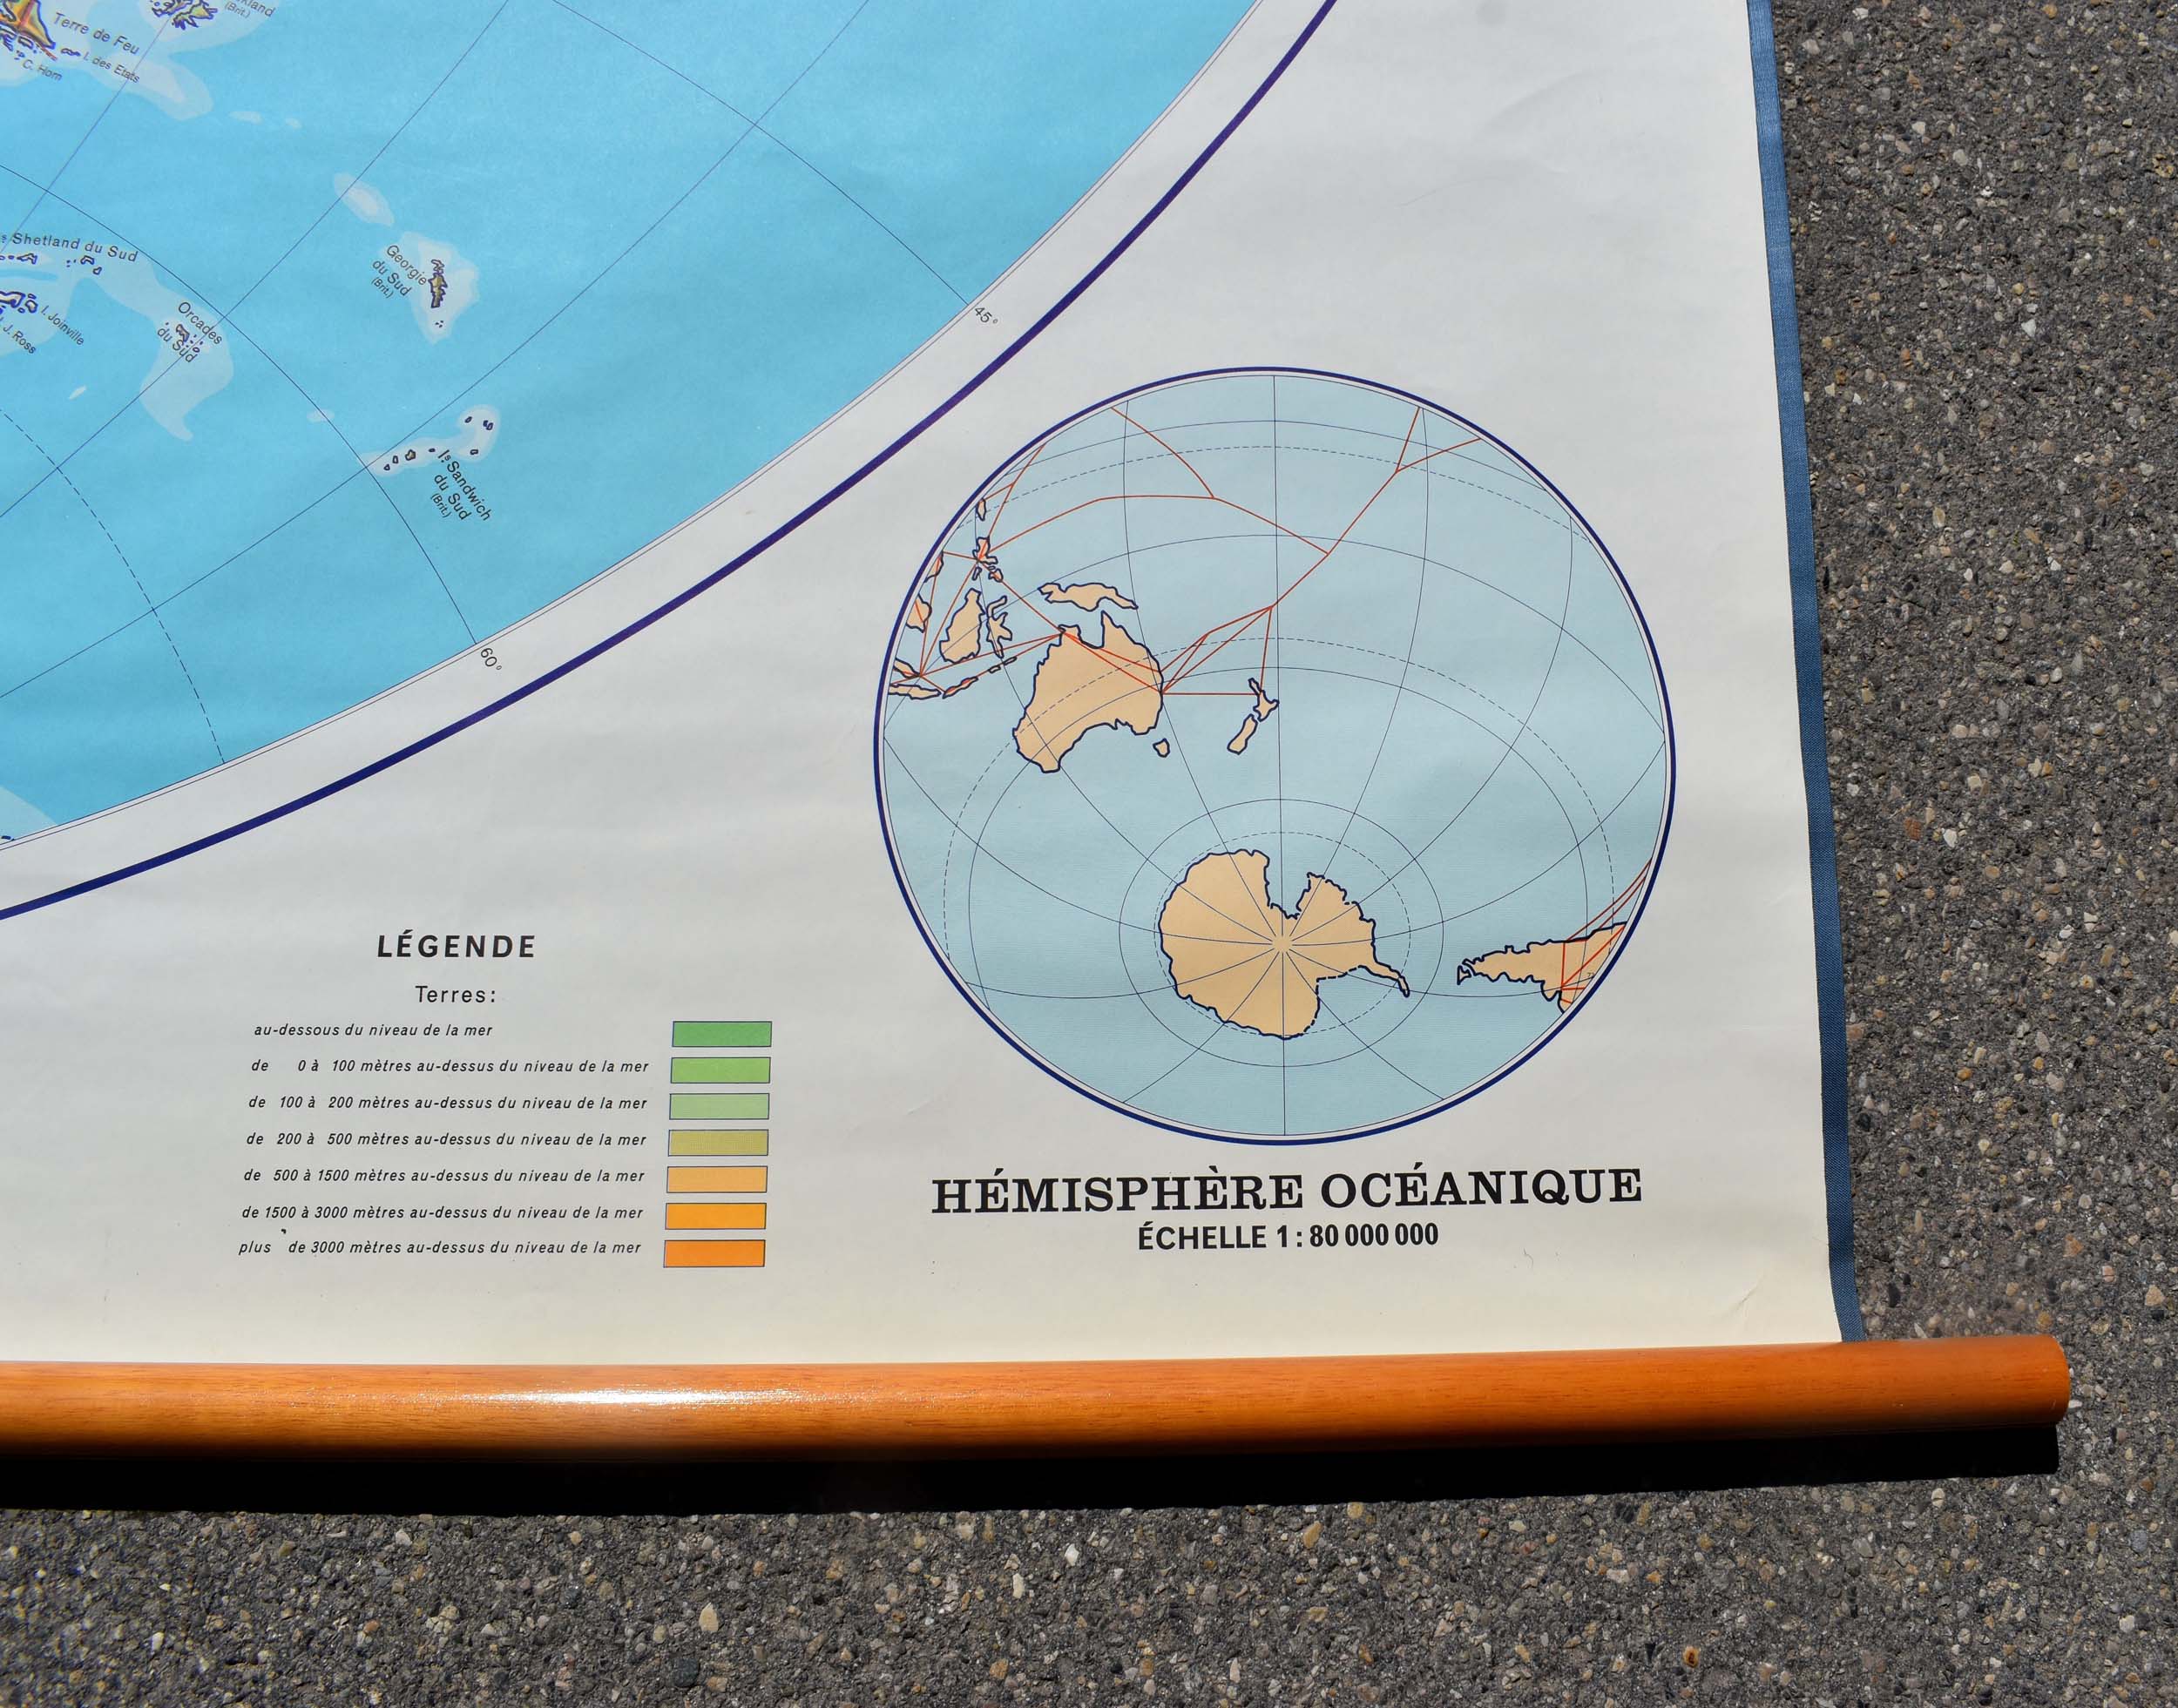 (Brit.)
Terre de Feu
I. des Etats
C. Horn
Shetland du Sud
I. Joinville
J. Ross
Orcades
du Sud
Georgie
du Sud
(Brit.)
Iˢ Sandwich
du Sud
(Brit.)
45°
60°
LÉGENDE
Terres:
au-dessous du niveau de la mer
de 0 à 100 mètres au-dessus du niveau de la mer
de 100 à 200 mètres au-dessus du niveau de la mer
de 200 à 500 mètres au-dessus du niveau de la mer
de 500 à 1500 mètres au-dessus du niveau de la mer
de 1500 à 3000 mètres au-dessus du niveau de la mer
plus de 3000 mètres au-dessus du niveau de la mer
HÉMISPHÈRE OCÉANIQUE
ÉCHELLE 1 : 80 000 000